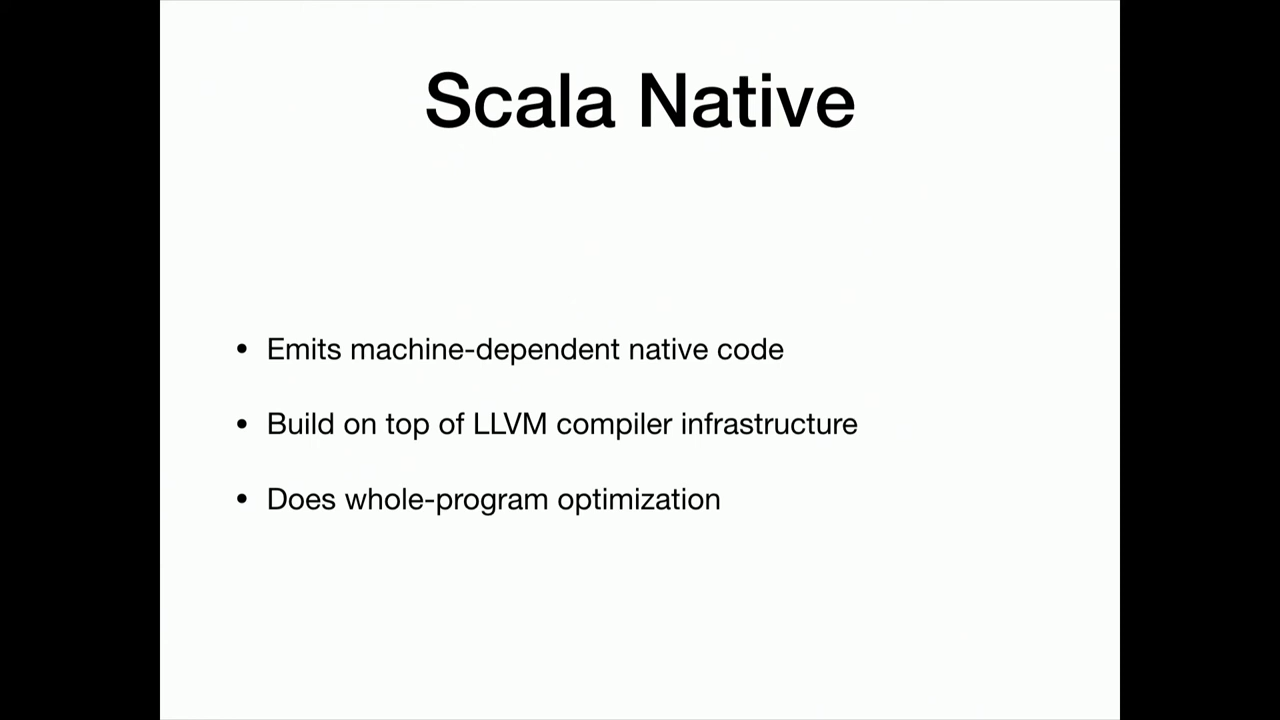 Scala Native
• Emits machine-dependent native code
• Build on top of LLVM compiler infrastructure
• Does whole-program optimization